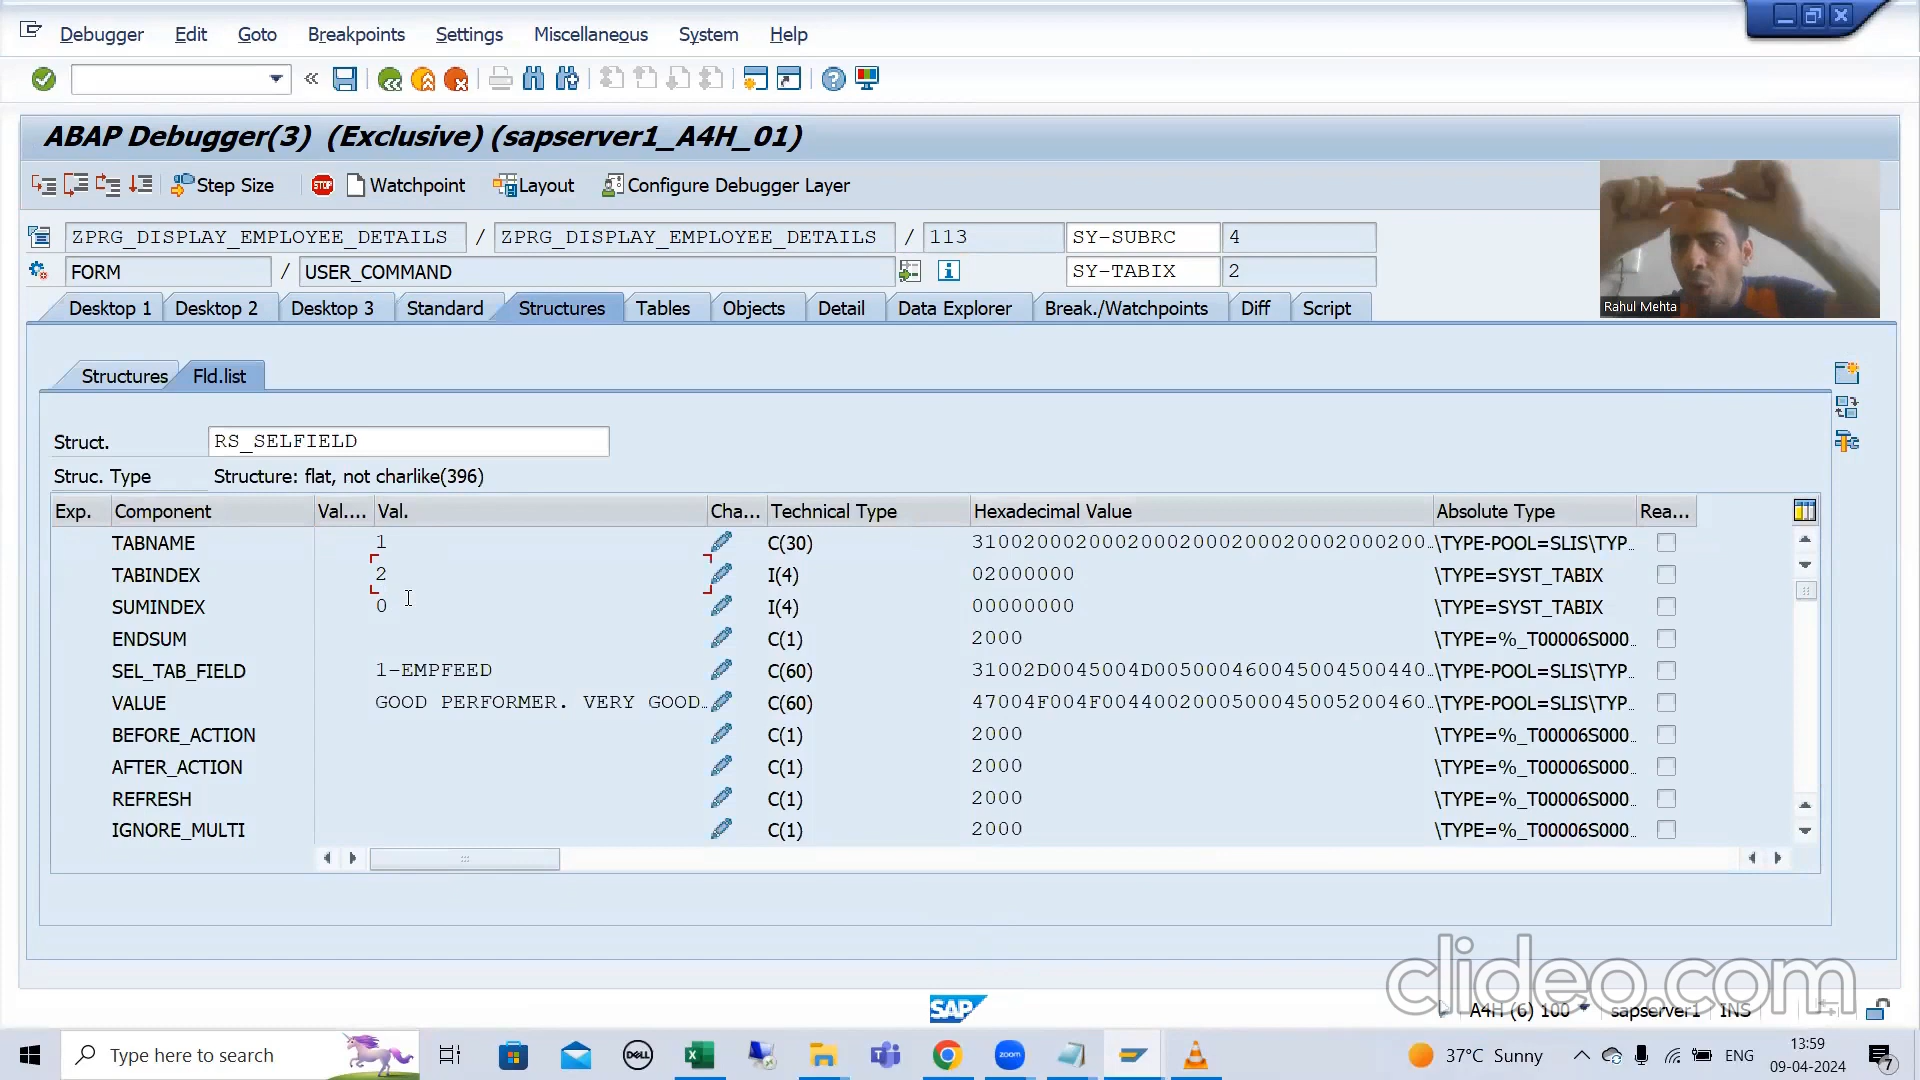 Debugger Edit Goto Breakpoints Settings Miscellaneous System Help
ABAP Debugger(3) (Exclusive) (sapserver1_A4H_01)
Step Size STOP Watchpoint Layout Configure Debugger Layer
ZPRG_DISPLAY_EMPLOYEE_DETAILS / ZPRG_DISPLAY_EMPLOYEE_DETAILS / 113 SY-SUBRC 4
FORM / USER_COMMAND SY-TABIX 2
Rahul Mehta
Desktop 1 Desktop 2 Desktop 3 Standard Structures Tables Objects Detail Data Explorer Break./Watchpoints Diff Script
Structures Fld.list
Struct. RS_SELFIELD
Struc. Type Structure: flat, not charlike(396)
Exp. Component Val.... Val. Cha... Technical Type Hexadecimal Value Absolute Type Rea...
TABNAME 1 C(30) 310020002000200020002000200020002000200... \TYPE-POOL=SLIS\TYP...
TABINDEX 2 I(4) 02000000 \TYPE=SYST_TABIX
SUMINDEX 0 I(4) 00000000 \TYPE=SYST_TABIX
ENDSUM C(1) 2000 \TYPE=%_T00006S000...
SEL_TAB_FIELD 1-EMPFEED C(60) 31002D0045004D005000460045004500440... \TYPE-POOL=SLIS\TYP...
VALUE GOOD PERFORMER. VERY GOOD... C(60) 47004F004F0044002000500045005200460... \TYPE-POOL=SLIS\TYP...
BEFORE_ACTION C(1) 2000 \TYPE=%_T00006S000...
AFTER_ACTION C(1) 2000 \TYPE=%_T00006S000...
REFRESH C(1) 2000 \TYPE=%_T00006S000...
IGNORE_MULTI C(1) 2000 \TYPE=%_T00006S000...
clideo.com
SAP
A4H (6) 100 sapserver1 INS
Type here to search
DELL
zoom
37°C Sunny
ENG
13:59
09-04-2024
7